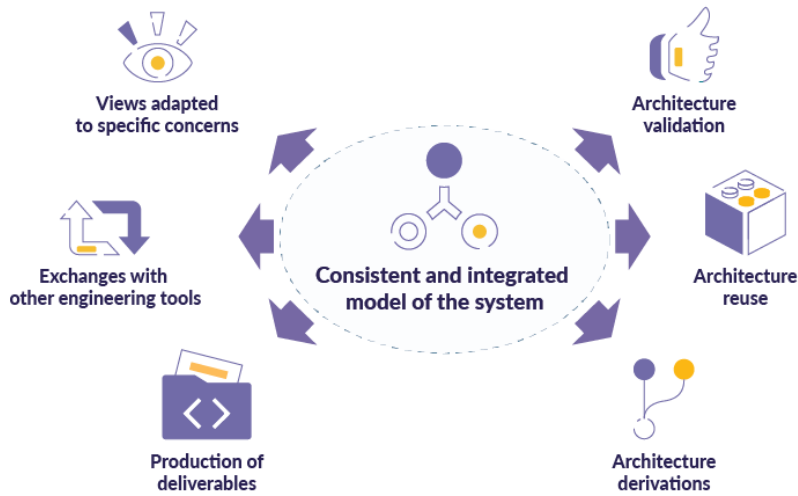 Views adapted
to specific concerns
Architecture
validation
Exchanges with
other engineering tools
Consistent and integrated
model of the system
Architecture
reuse
Production of
deliverables
Architecture
derivations